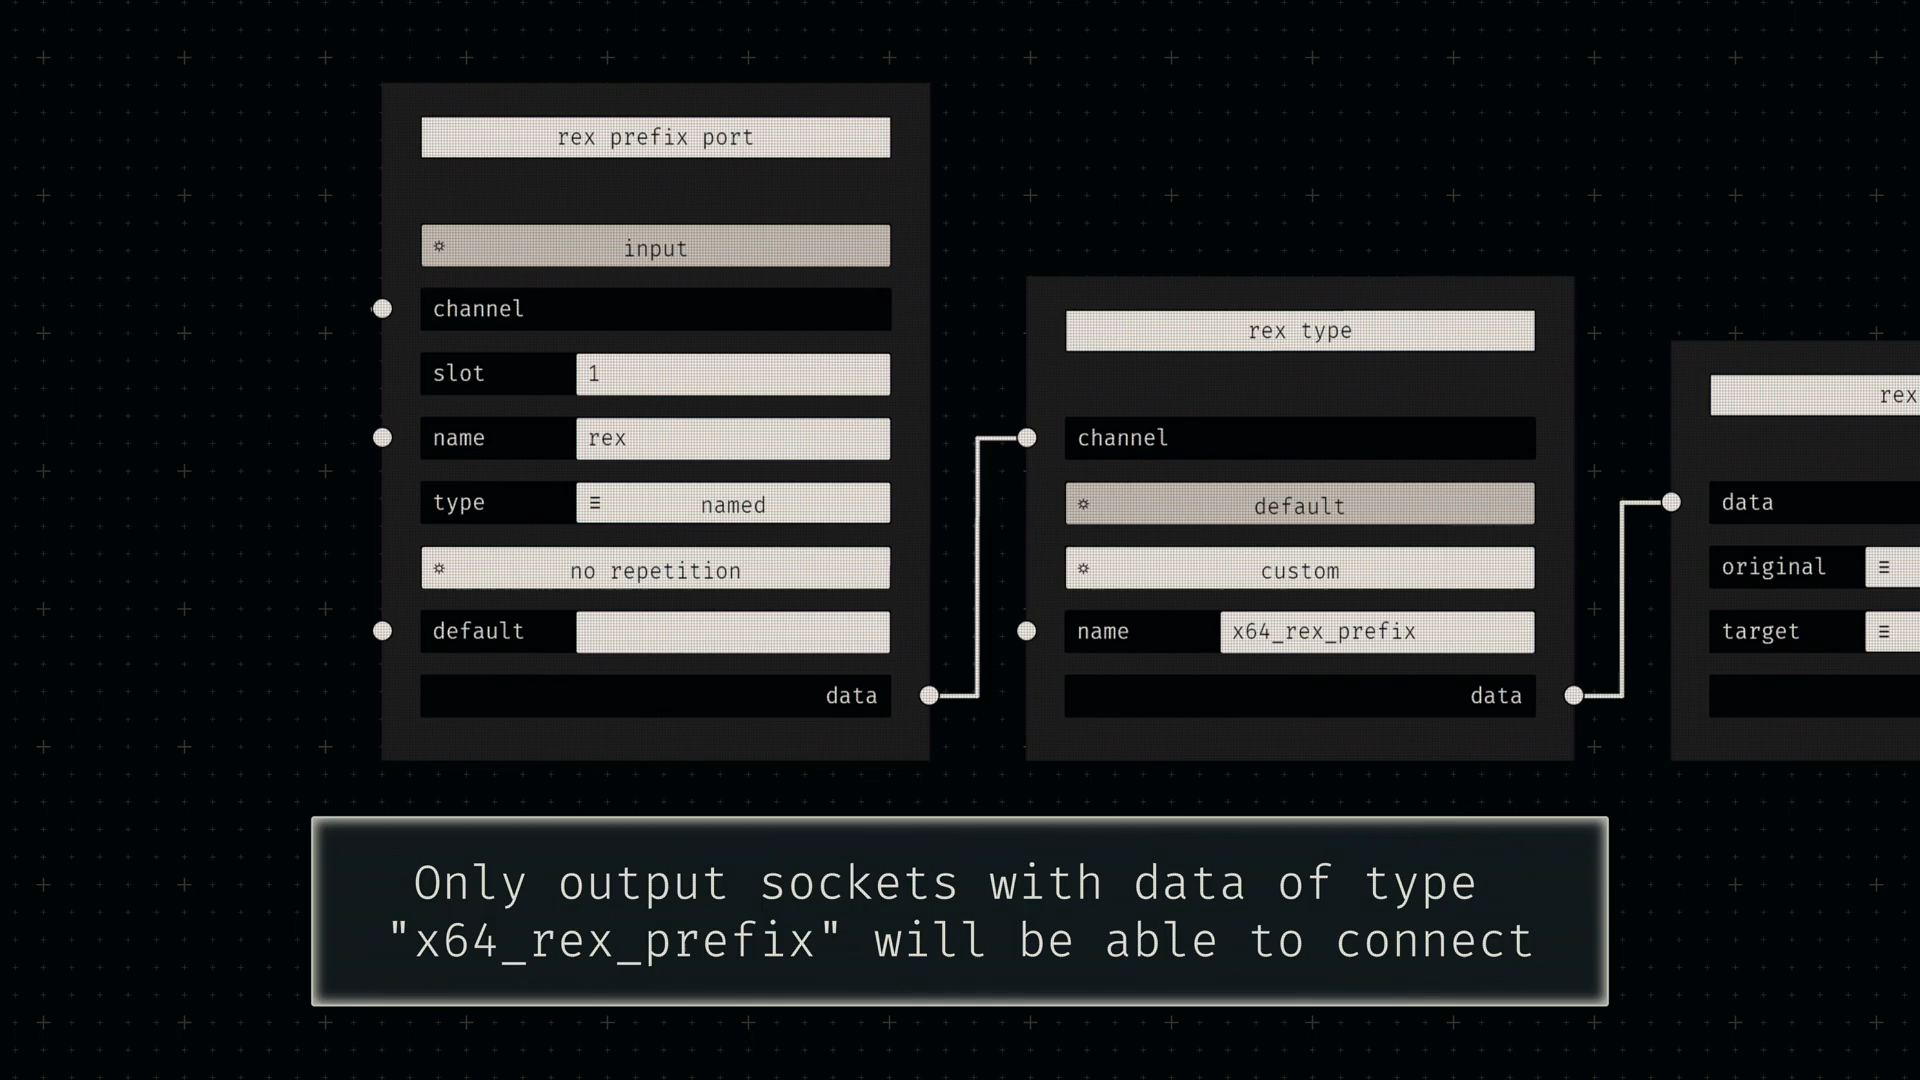 rex prefix port
input
channel
slot 1
name rex
type named
no repetition
default
data
rex type
channel
default
custom
name x64_rex_prefix
data
rex
data
original
target
Only output sockets with data of type
"x64_rex_prefix" will be able to connect